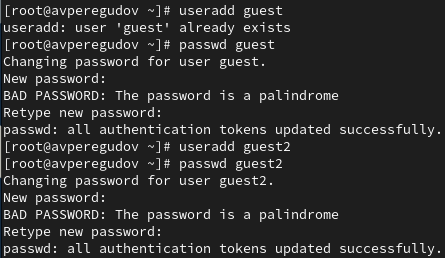 [root@avperegudov ~]# useradd guest
useradd: user 'guest' already exists
[root@avperegudov ~]# passwd guest
Changing password for user guest.
New password:
BAD PASSWORD: The password is a palindrome
Retype new password:
passwd: all authentication tokens updated successfully.
[root@avperegudov ~]# useradd guest2
[root@avperegudov ~]# passwd guest2
Changing password for user guest2.
New password:
BAD PASSWORD: The password is a palindrome
Retype new password:
passwd: all authentication tokens updated successfully.